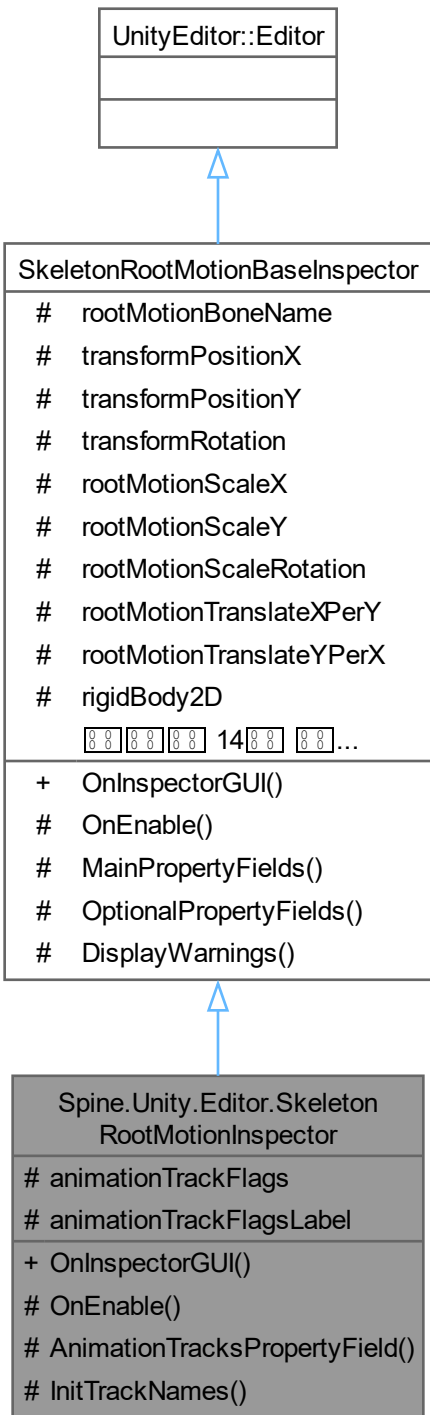 UnityEditor::Editor
SkeletonRootMotionBaseInspector
# rootMotionBoneName
# transformPositionX
# transformPositionY
# transformRotation
# rootMotionScaleX
# rootMotionScaleY
# rootMotionScaleRotation
# rootMotionTranslateXPerY
# rootMotionTranslateYPerX
# rigidBody2D
14 ...
+ OnInspectorGUI()
# OnEnable()
# MainPropertyFields()
# OptionalPropertyFields()
# DisplayWarnings()
Spine.Unity.Editor.Skeleton
RootMotionInspector
# animationTrackFlags
# animationTrackFlagsLabel
+ OnInspectorGUI()
# OnEnable()
# AnimationTracksPropertyField()
# InitTrackNames()